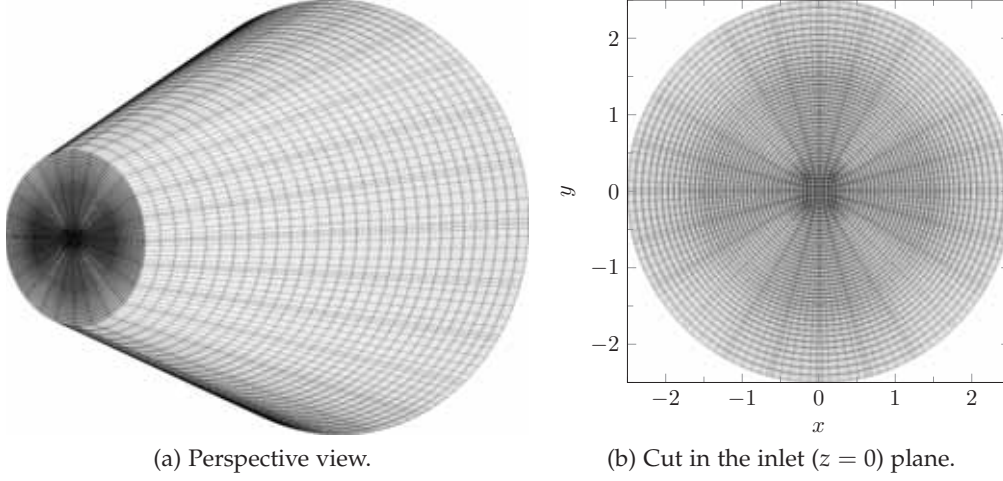 2
1
0
−1
−2
y
−2 −1 0 1 2
x
(a) Perspective view.
(b) Cut in the inlet (z = 0) plane.